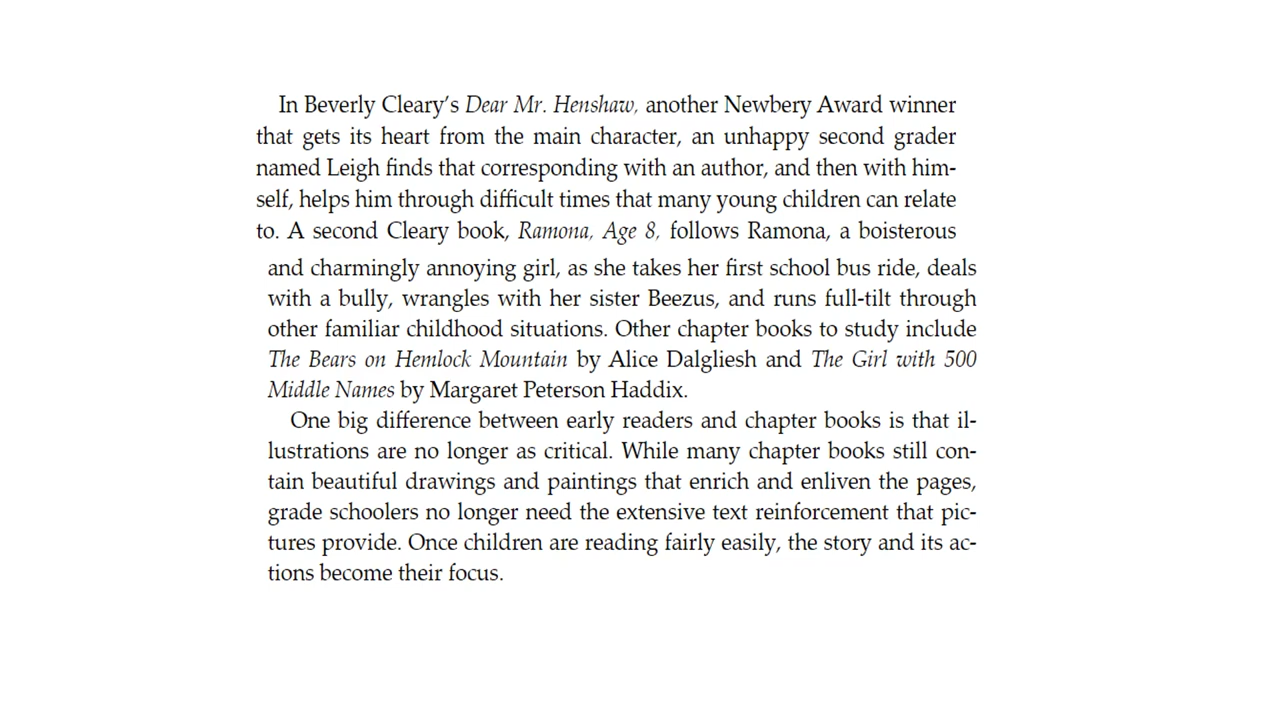 In Beverly Cleary's Dear Mr. Henshaw, another Newbery Award winner
that gets its heart from the main character, an unhappy second grader
named Leigh finds that corresponding with an author, and then with him-
self, helps him through difficult times that many young children can relate
to. A second Cleary book, Ramona, Age 8, follows Ramona, a boisterous
and charmingly annoying girl, as she takes her first school bus ride, deals
with a bully, wrangles with her sister Beezus, and runs full-tilt through
other familiar childhood situations. Other chapter books to study include
The Bears on Hemlock Mountain by Alice Dalgliesh and The Girl with 500
Middle Names by Margaret Peterson Haddix.
One big difference between early readers and chapter books is that il-
lustrations are no longer as critical. While many chapter books still con-
tain beautiful drawings and paintings that enrich and enliven the pages,
grade schoolers no longer need the extensive text reinforcement that pic-
tures provide. Once children are reading fairly easily, the story and its ac-
tions become their focus.